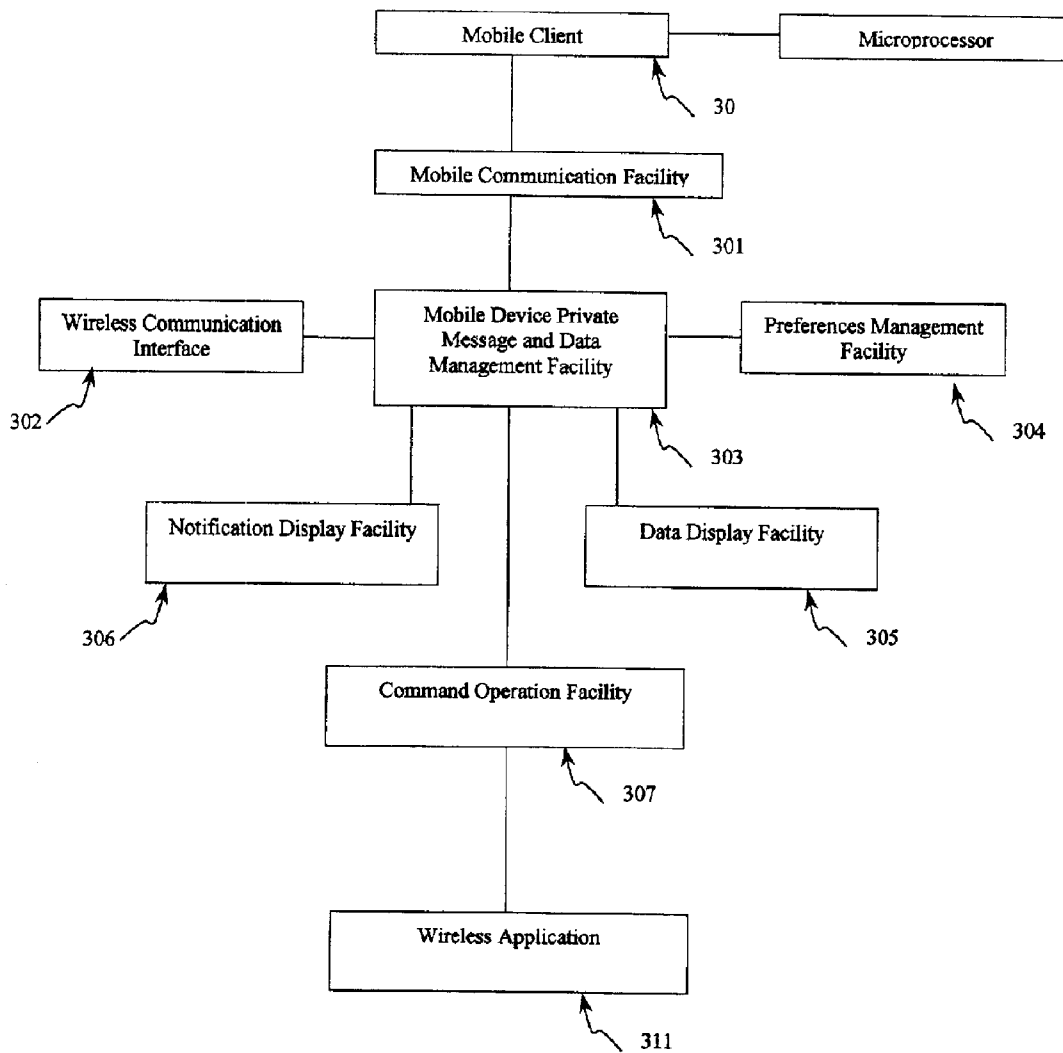 Mobile Client
Microprocessor
30
Mobile Communication Facility
301
Wireless Communication
Interface
Mobile Device Private
Message and Data
Management Facility
Preferences Management
Facility
302
303
304
Notification Display Facility
Data Display Facility
306
305
Command Operation Facility
307
Wireless Application
311